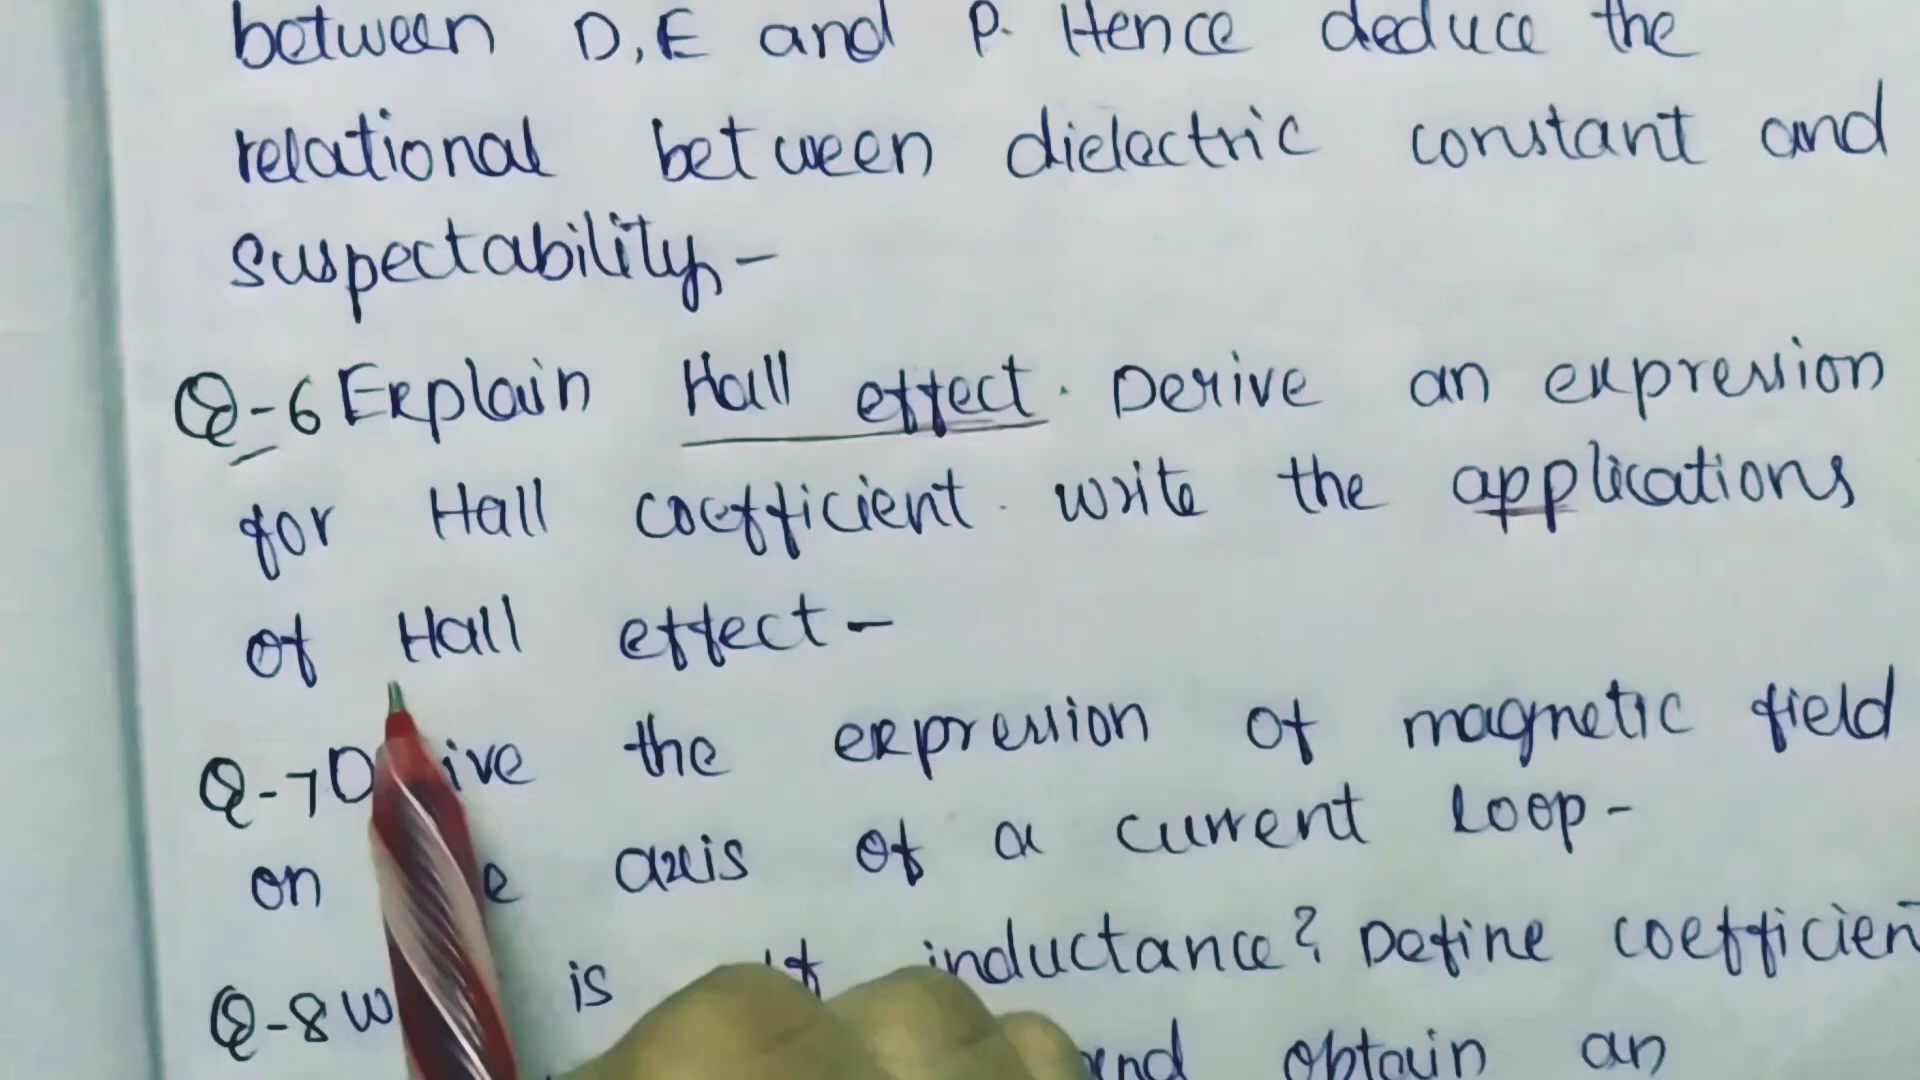 between D, E and P. Hence deduce the
relational between dielectric constant and
suspectability -
Q-6 Explain Hall effect. Derive an expression
for Hall coefficient. write the applications
of Hall effect -
Q-7 the expression of magnetic field
on axis of a current loop -
Q-8 is inductance? Define coefficien
and obtain an